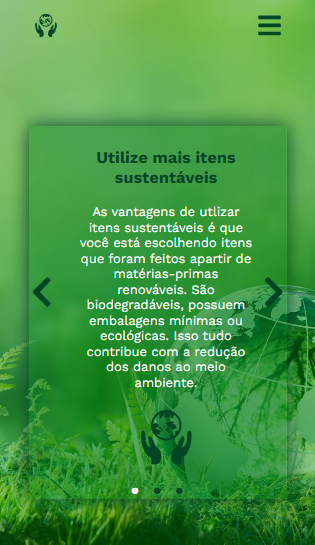 Utilize mais itens
sustentáveis
As vantagens de utlizar
itens sustentáveis é que
você está escolhendo itens
que foram feitos apartir de
matérias-primas
renováveis. São
biodegradáveis, possuem
embalagens mínimas ou
ecológicas. Isso tudo
contribue com a redução
dos danos ao meio
ambiente.